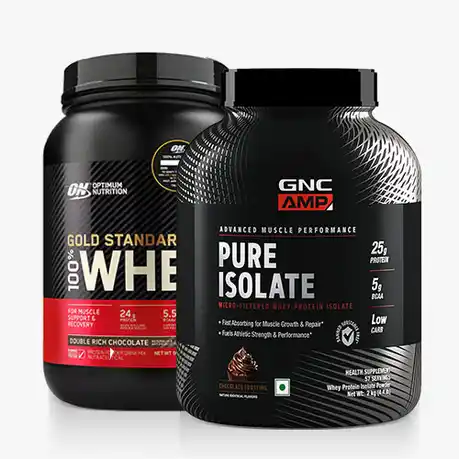 ON
OPTIMUM
NUTRITION
GOLD STANDAR
100%
WHE
FOR MUSCLE
SUPPORT &
RECOVERY
24g
PROTEIN
5.5
DOUBLE RICH CHOCOLATE
GNC
AMP
ADVANCED MUSCLE PERFORMANCE
PURE
ISOLATE
MICRO-FILTERED WHEY PROTEIN ISOLATE
• Fast Absorbing for Muscle Growth & Repair*
• Fuels Athletic Strength & Performance*
25g
PROTEIN
5g
BCAA
Low
CARB
CHOCOLATE FROSTING
HEALTH SUPPLEMENT
57 SERVINGS
Whey Protein Isolate Powder
Net Wt. 2 kg (4.4 lb)